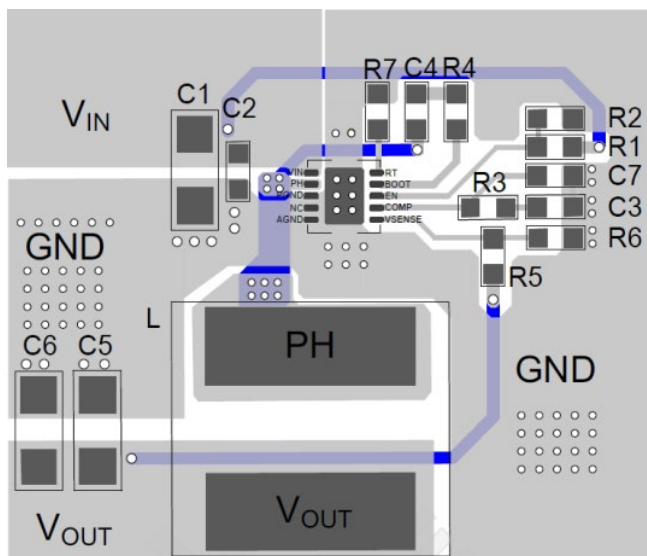 R7 C4 R4
C1
C2
VIN
R2
R1
C7
R3
C3
R6
VIN
PH
PGND
NC
AGND
RT
BOOT
EN
COMP
VSENSE
GND
R5
L
PH
C6 C5
GND
VOUT
VOUT